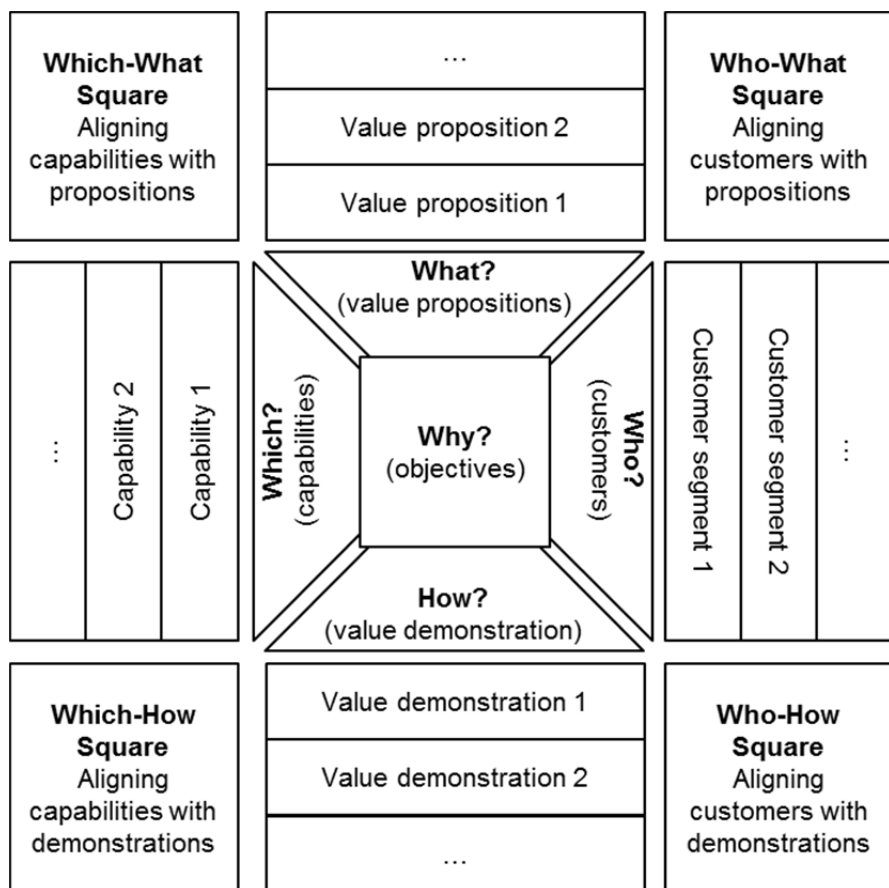 Which-What
Square
Aligning
capabilities with
propositions
...
Value proposition 2
Value proposition 1
Who-What
Square
Aligning
customers with
propositions
What?
(value propositions)
...
Capability 2
Capability 1
Which?
(capabilities)
Why?
(objectives)
Who?
(customers)
Customer segment 1
Customer segment 2
...
How?
(value demonstration)
Which-How
Square
Aligning
capabilities with
demonstrations
Value demonstration 1
Value demonstration 2
...
Who-How
Square
Aligning
customers with
demonstrations